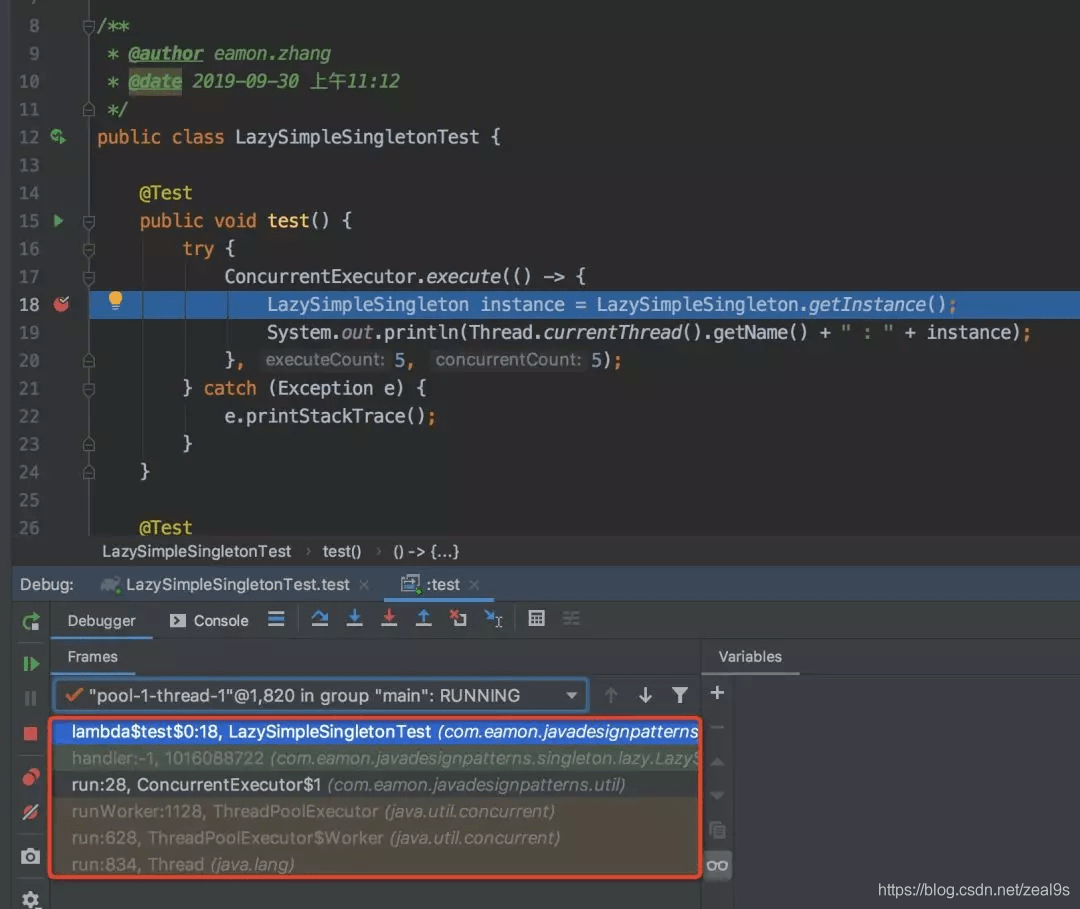 8 /**
9 * @author eamon.zhang
10 * @date 2019-09-30 上午11:12
11 */
12 public class LazySimpleSingletonTest {
13
14 @Test
15 public void test() {
16 try {
17 ConcurrentExecutor.execute(() -> {
18 LazySimpleSingleton instance = LazySimpleSingleton.getInstance();
19 System.out.println(Thread.currentThread().getName() + " : " + instance);
20 }, executeCount: 5, concurrentCount: 5);
21 } catch (Exception e) {
22 e.printStackTrace();
23 }
24 }
25
26 @Test
LazySimpleSingletonTest › test() › () -> {...}
Debug: LazySimpleSingletonTest.test × :test ×
Debugger Console
Frames Variables
"pool-1-thread-1"@1,820 in group "main": RUNNING
lambda$test$0:18, LazySimpleSingletonTest (com.eamon.javadesignpatterns
handler:-1, 1016088722 (com.eamon.javadesignpatterns.singleton.lazy.LazyS
run:28, ConcurrentExecutor$1 (com.eamon.javadesignpatterns.util)
runWorker:1128, ThreadPoolExecutor (java.util.concurrent)
run:628, ThreadPoolExecutor$Worker (java.util.concurrent)
run:834, Thread (java.lang)
https://blog.csdn.net/zeal9s